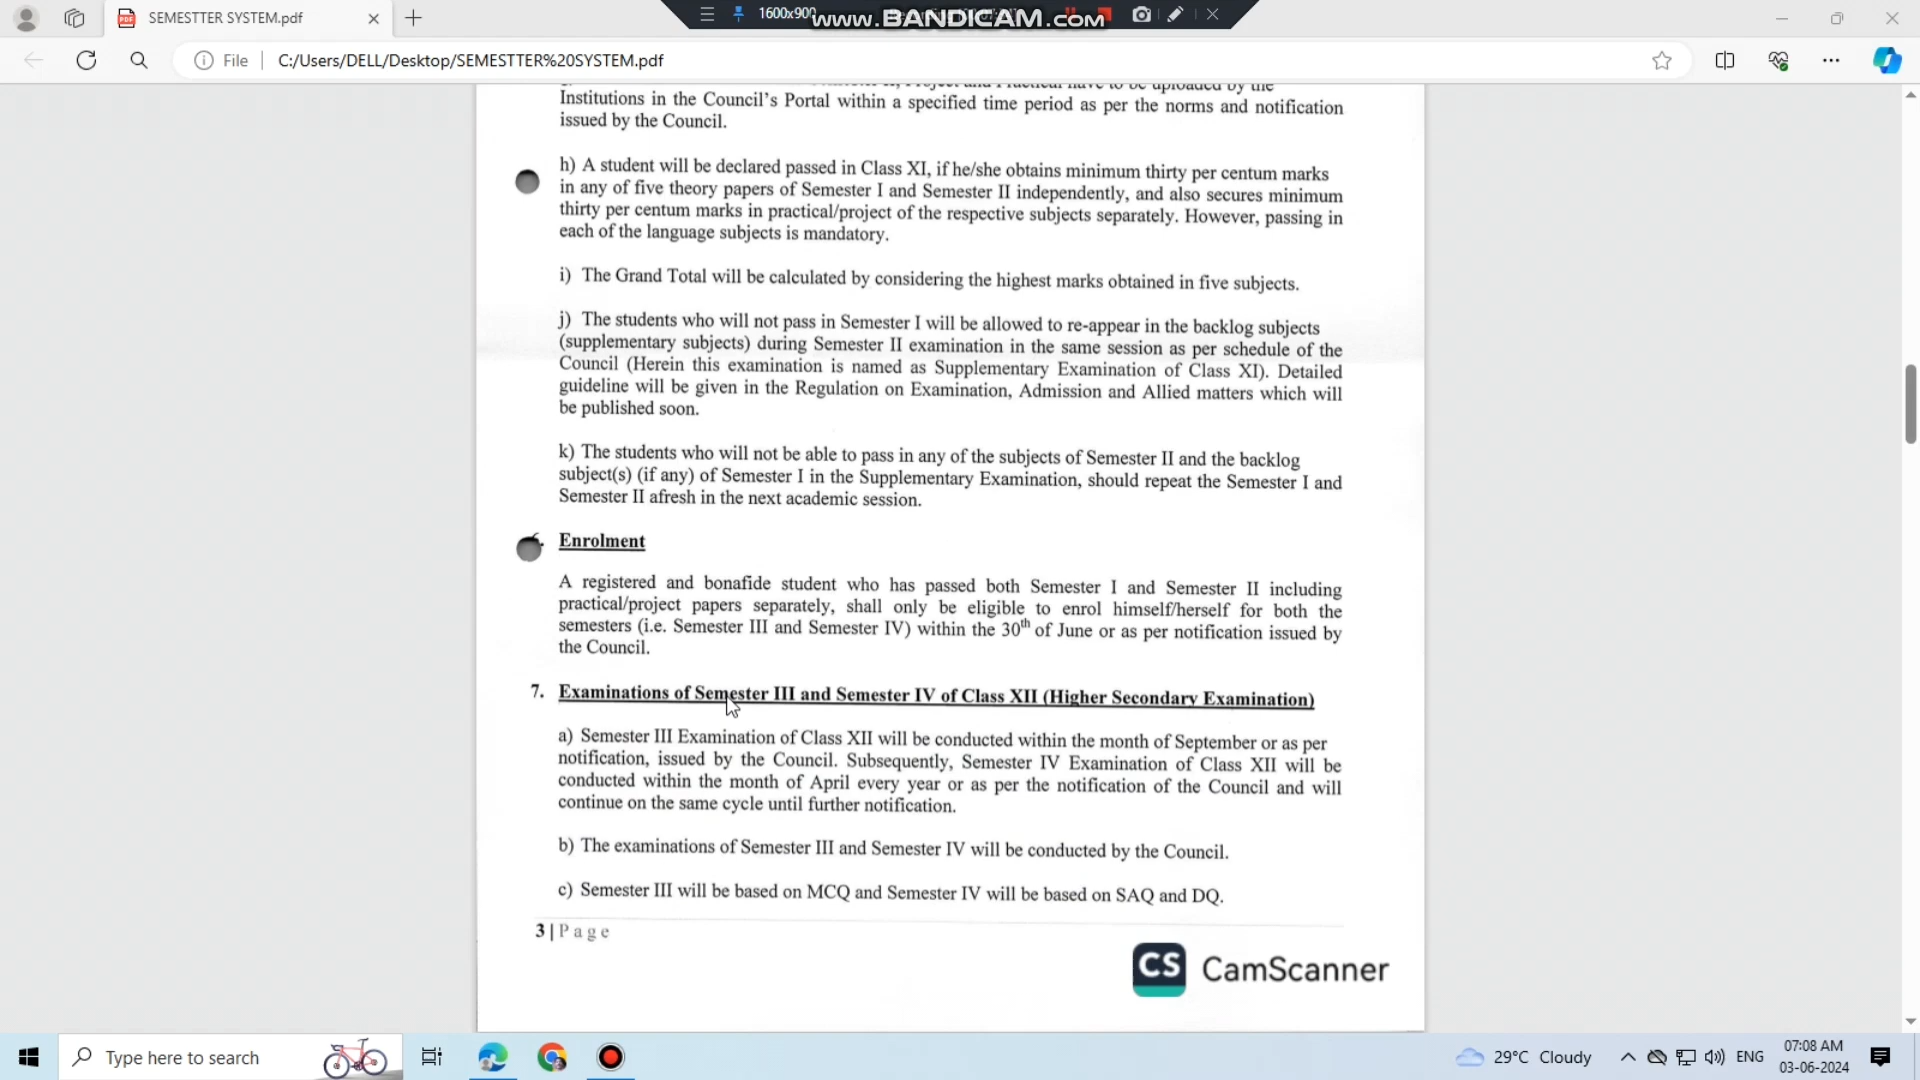 SEMESTTER SYSTEM.pdf
1600x900
www.BANDICAM.com
File
C:/Users/DELL/Desktop/SEMESTTER%20SYSTEM.pdf
Semester II, Project and Practical have to be uploaded by the
Institutions in the Council's Portal within a specified time period as per the norms and notification
issued by the Council.
h) A student will be declared passed in Class XI, if he/she obtains minimum thirty per centum marks
in any of five theory papers of Semester I and Semester II independently, and also secures minimum
thirty per centum marks in practical/project of the respective subjects separately. However, passing in
each of the language subjects is mandatory.
i) The Grand Total will be calculated by considering the highest marks obtained in five subjects.
j) The students who will not pass in Semester I will be allowed to re-appear in the backlog subjects
(supplementary subjects) during Semester II examination in the same session as per schedule of the
Council (Herein this examination is named as Supplementary Examination of Class XI). Detailed
guideline will be given in the Regulation on Examination, Admission and Allied matters which will
be published soon.
k) The students who will not be able to pass in any of the subjects of Semester II and the backlog
subject(s) (if any) of Semester I in the Supplementary Examination, should repeat the Semester I and
Semester II afresh in the next academic session.
Enrolment
A registered and bonafide student who has passed both Semester I and Semester II including
practical/project papers separately, shall only be eligible to enrol himself/herself for both the
semesters (i.e. Semester III and Semester IV) within the 30th of June or as per notification issued by
the Council.
7. Examinations of Semester III and Semester IV of Class XII (Higher Secondary Examination)
a) Semester III Examination of Class XII will be conducted within the month of September or as per
notification, issued by the Council. Subsequently, Semester IV Examination of Class XII will be
conducted within the month of April every year or as per the notification of the Council and will
continue on the same cycle until further notification.
b) The examinations of Semester III and Semester IV will be conducted by the Council.
c) Semester III will be based on MCQ and Semester IV will be based on SAQ and DQ.
3 | Page
CS CamScanner
Type here to search
29°C Cloudy
ENG
07:08 AM
03-06-2024